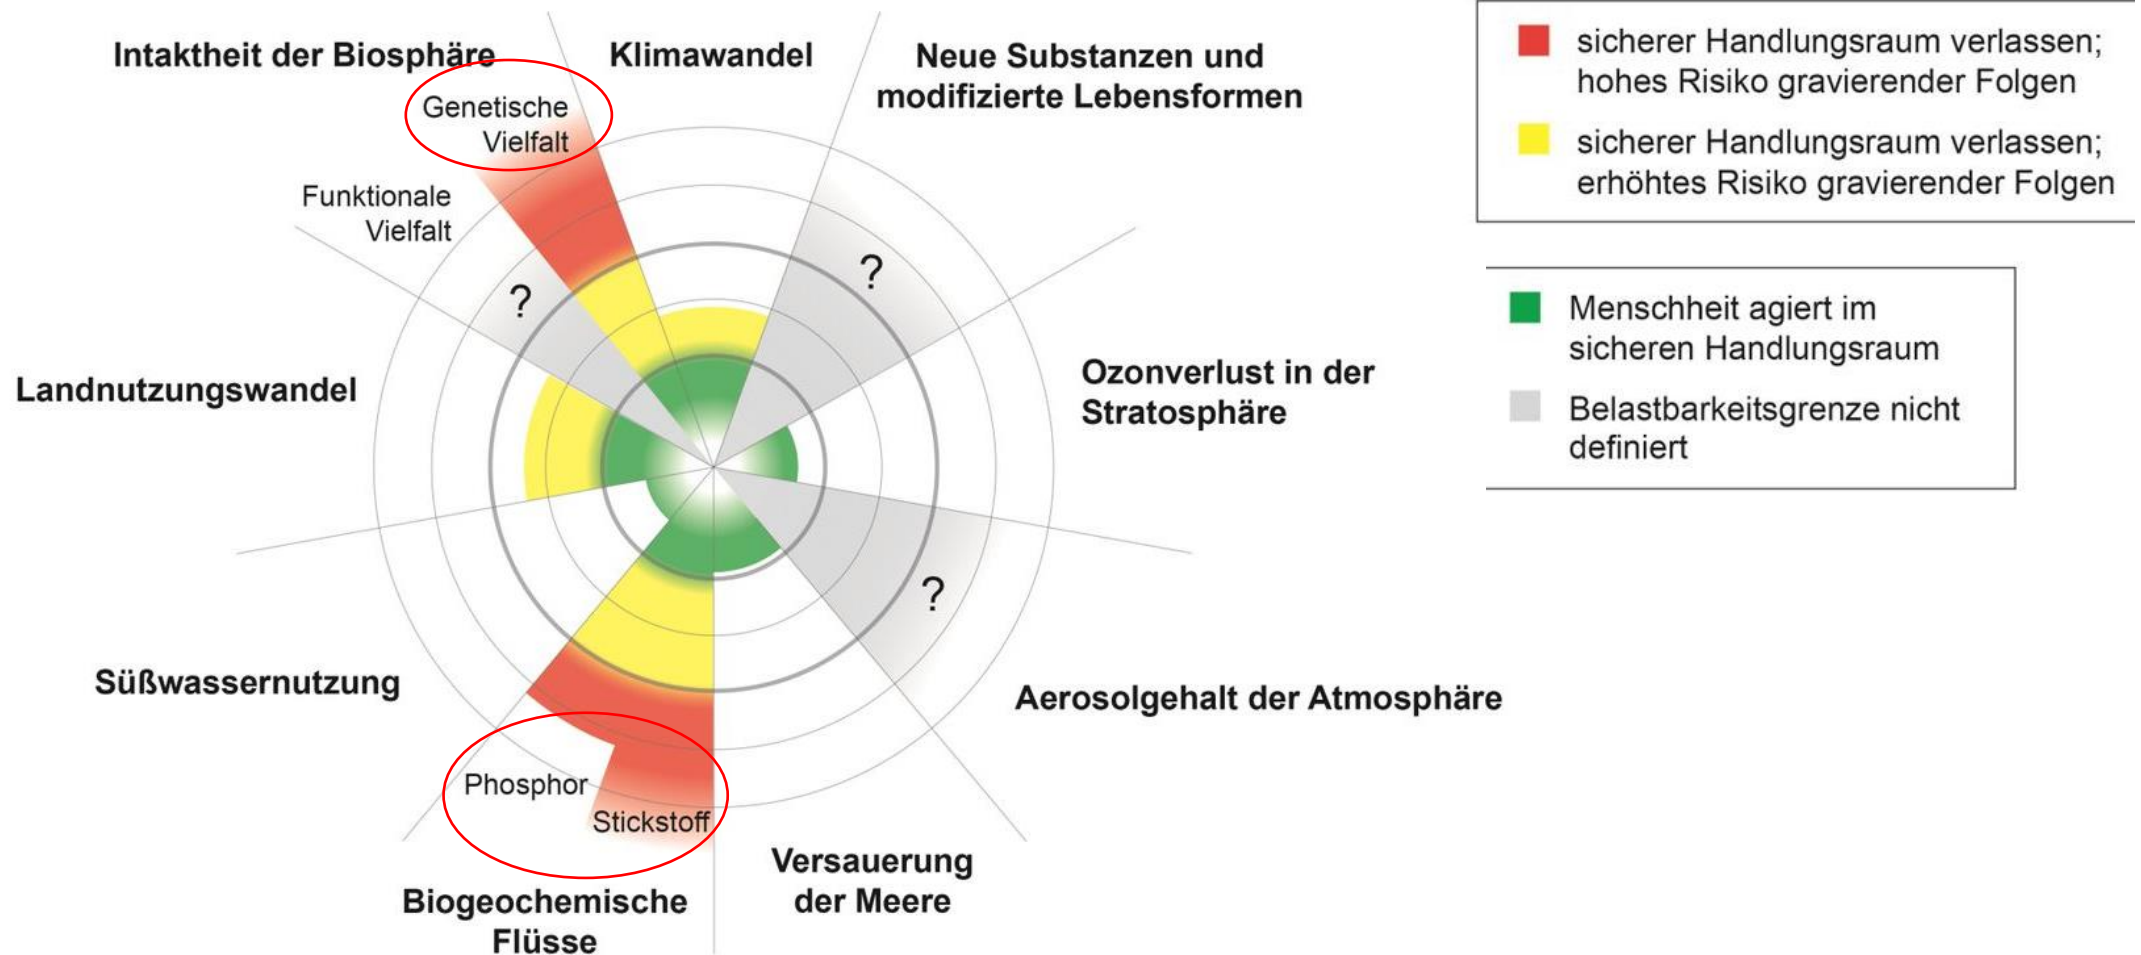 Intaktheit der Biosphäre
Klimawandel
Neue Substanzen und
modifizierte Lebensformen
Genetische
Vielfalt
Funktionale
Vielfalt
?
?
Landnutzungswandel
Ozonverlust in der
Stratosphäre
?
Süßwassernutzung
Aerosolgehalt der Atmosphäre
Phosphor
Stickstoff
Versauerung
der Meere
Biogeochemische
Flüsse
sicherer Handlungsraum verlassen;
hohes Risiko gravierender Folgen
sicherer Handlungsraum verlassen;
erhöhtes Risiko gravierender Folgen
Menschheit agiert im
sicheren Handlungsraum
Belastbarkeitsgrenze nicht
definiert